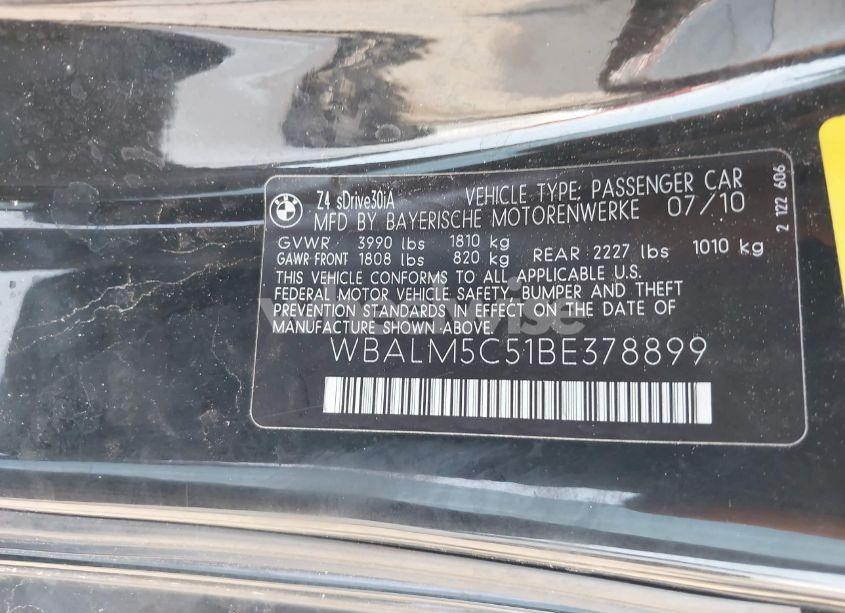 Z4 sDrive30iA VEHICLE TYPE: PASSENGER CAR
MFD BY BAYERISCHE MOTORENWERKE 07/10
GVWR : 3990 lbs 1810 kg
GAWR FRONT: 1808 lbs 820 kg REAR: 2227 lbs 1010 kg
THIS VEHICLE CONFORMS TO ALL APPLICABLE U.S.
FEDERAL MOTOR VEHICLE SAFETY, BUMPER AND THEFT
PREVENTION STANDARDS IN EFFECT ON THE DATE OF
MANUFACTURE SHOWN ABOVE.
WBALM5C51BE378899
2 122 606